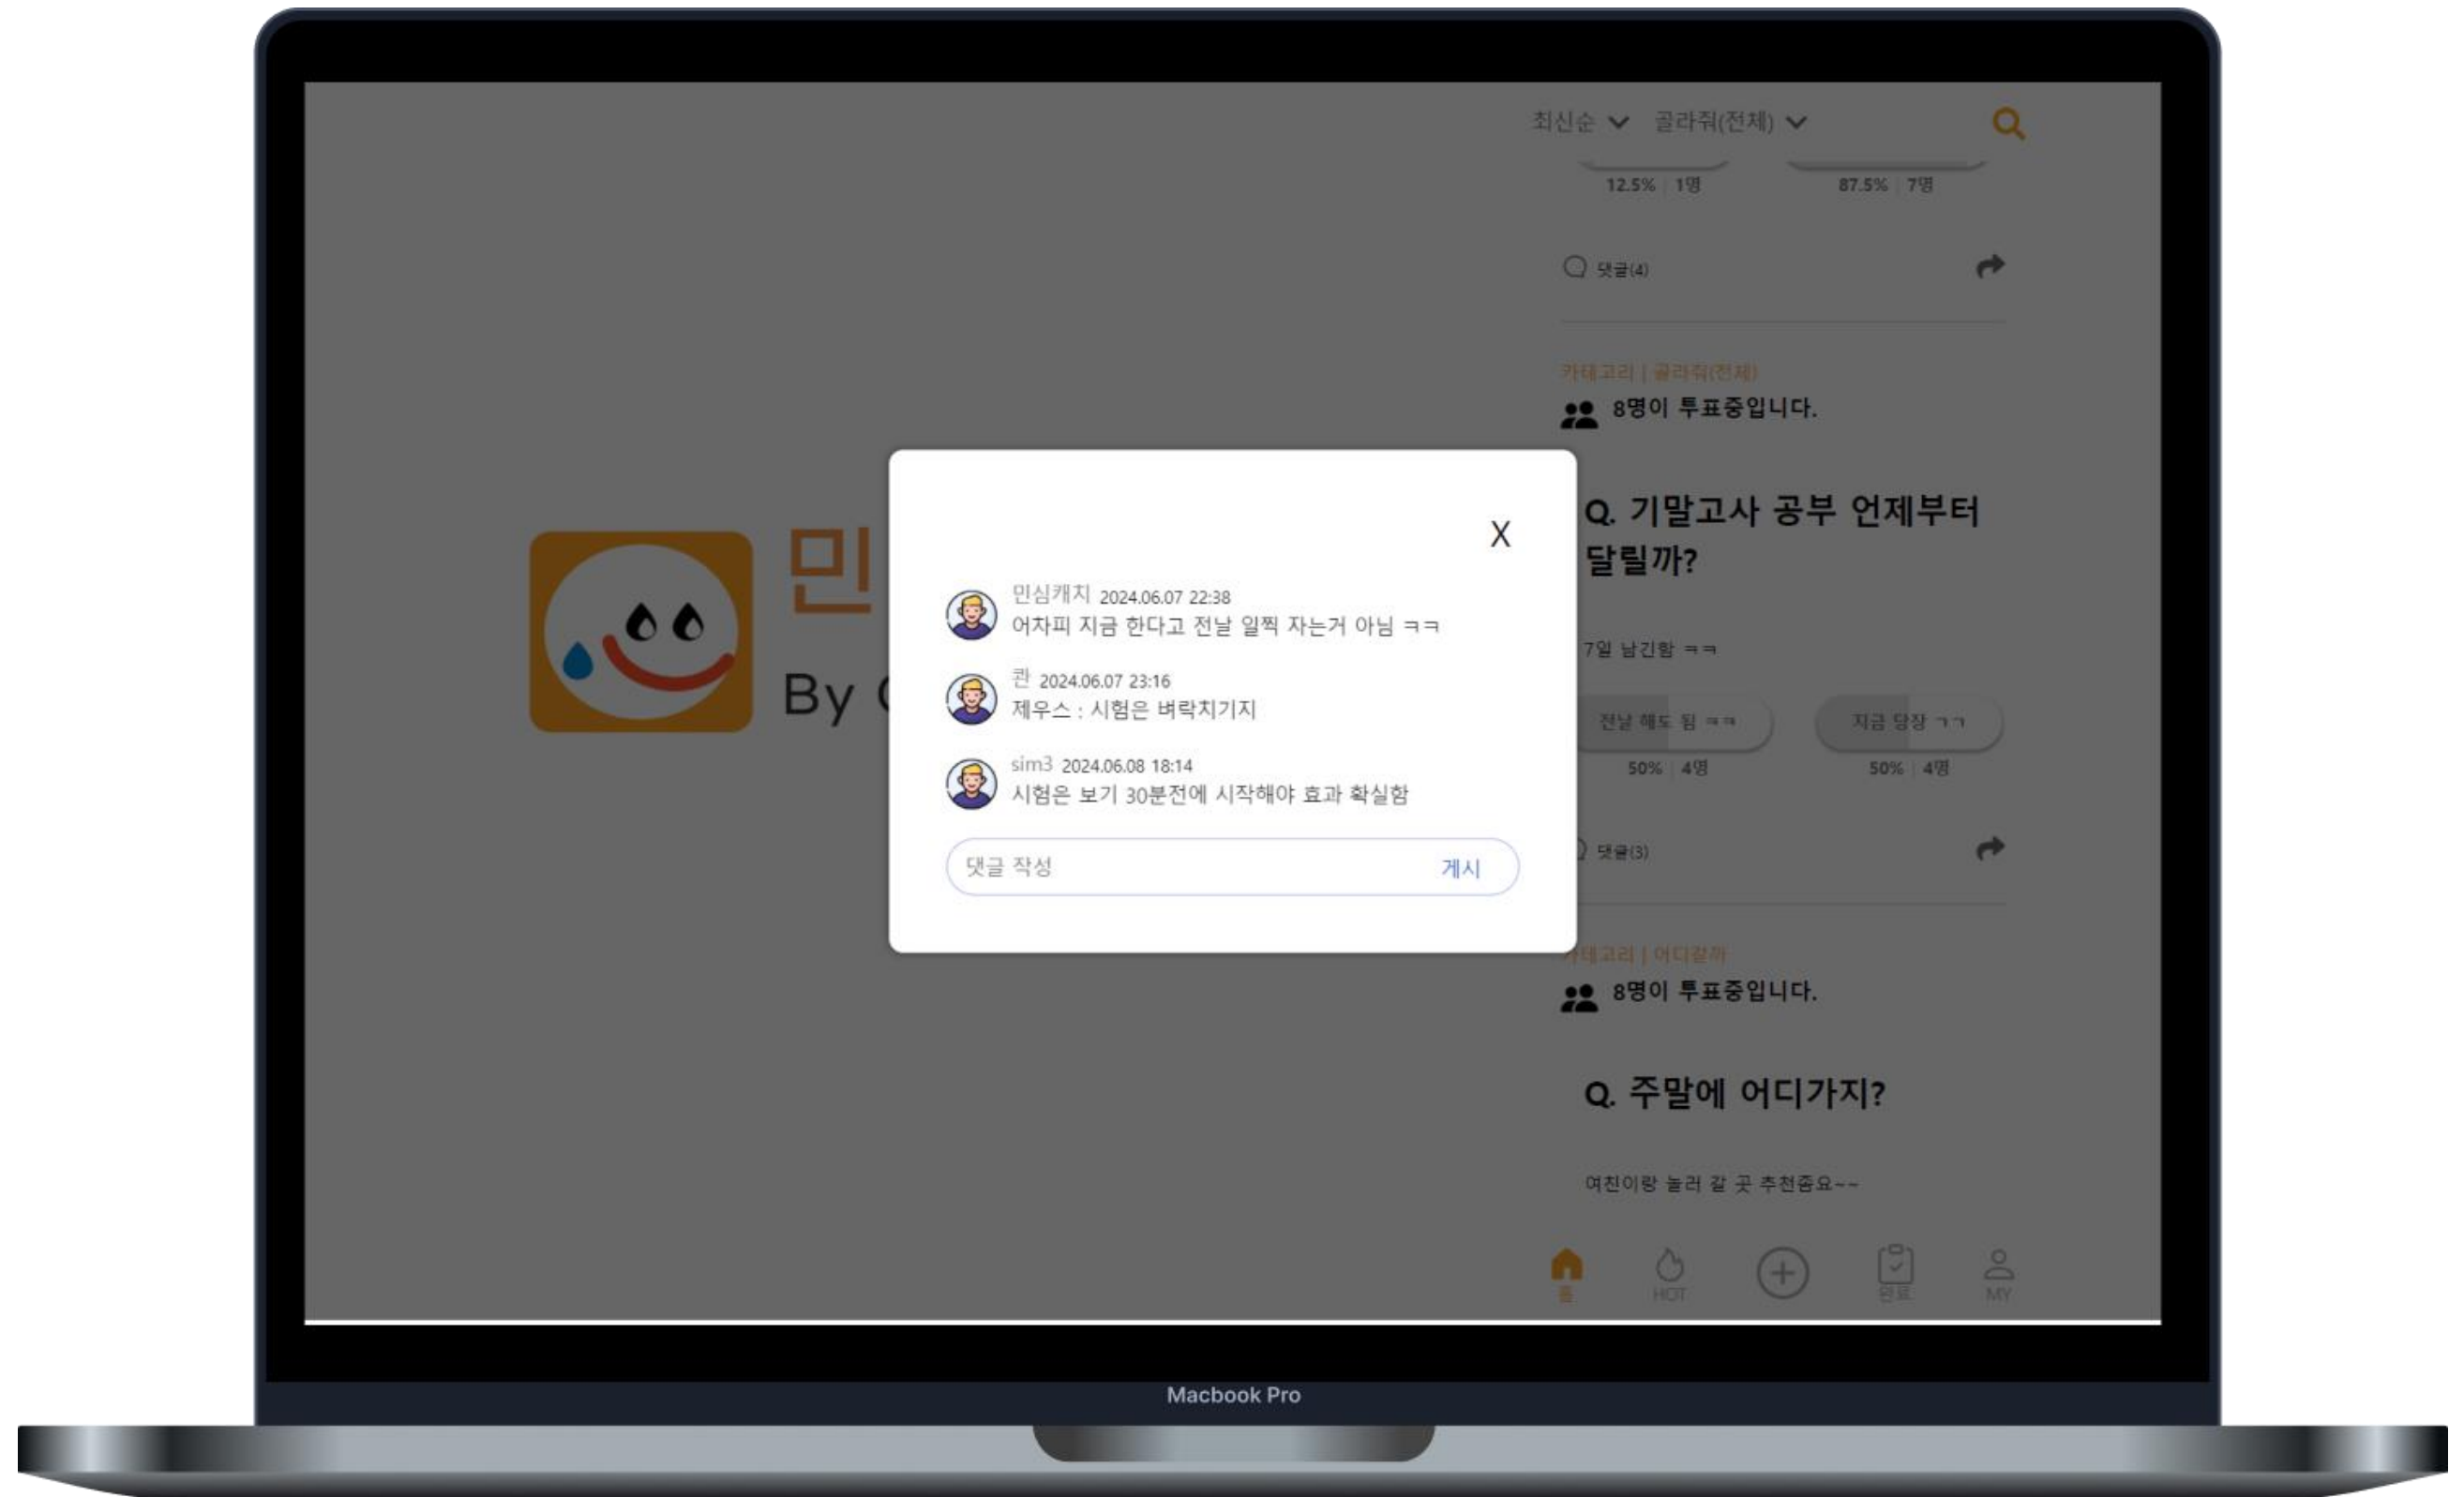 최신순 골라줘(전체)
12.5% 1명 87.5% 7명
댓글(4)
카테고리 | 골라줘(전체)
8명이 투표중입니다.
Q. 기말고사 공부 언제부터
달릴까?
7일 남긴함 ㅋㅋ
전날 해도 됨 ㅋㅋ 지금 당장 ㄱㄱ
50% 4명 50% 4명
댓글(3)
카테고리 | 어디갈까
8명이 투표중입니다.
Q. 주말에 어디가지?
여친이랑 놀러 갈 곳 추천좀요~~
홈 HOT 완료 MY
민
By
X
민심캐치 2024.06.07 22:38
어차피 지금 한다고 전날 일찍 자는거 아님 ㅋㅋ
콴 2024.06.07 23:16
제우스 : 시험은 벼락치기지
sim3 2024.06.08 18:14
시험은 보기 30분전에 시작해야 효과 확실함
댓글 작성 게시
Macbook Pro